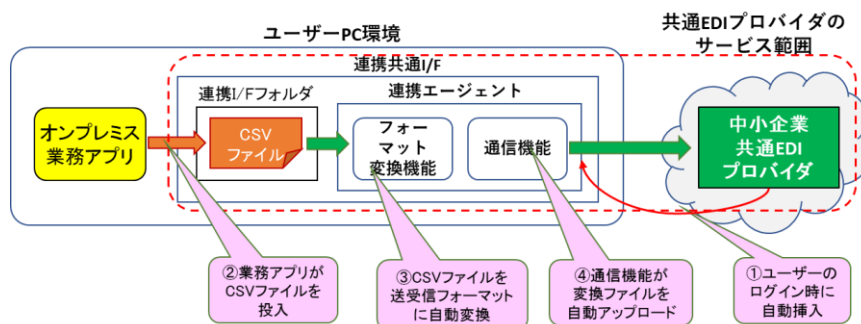 ユーザーPC環境
共通EDIプロバイダの
サービス範囲
連携共通I/F
連携I/Fフォルダ
連携エージェント
オンプレミス
業務アプリ
CSV
ファイル
フォー
マット
変換機能
通信機能
中小企業
共通EDI
プロバイダ
②業務アプリが
CSVファイルを
投入
③CSVファイルを
送受信フォーマット
に自動変換
④通信機能が
変換ファイルを
自動アップロード
①ユーザーの
ログイン時に
自動挿入